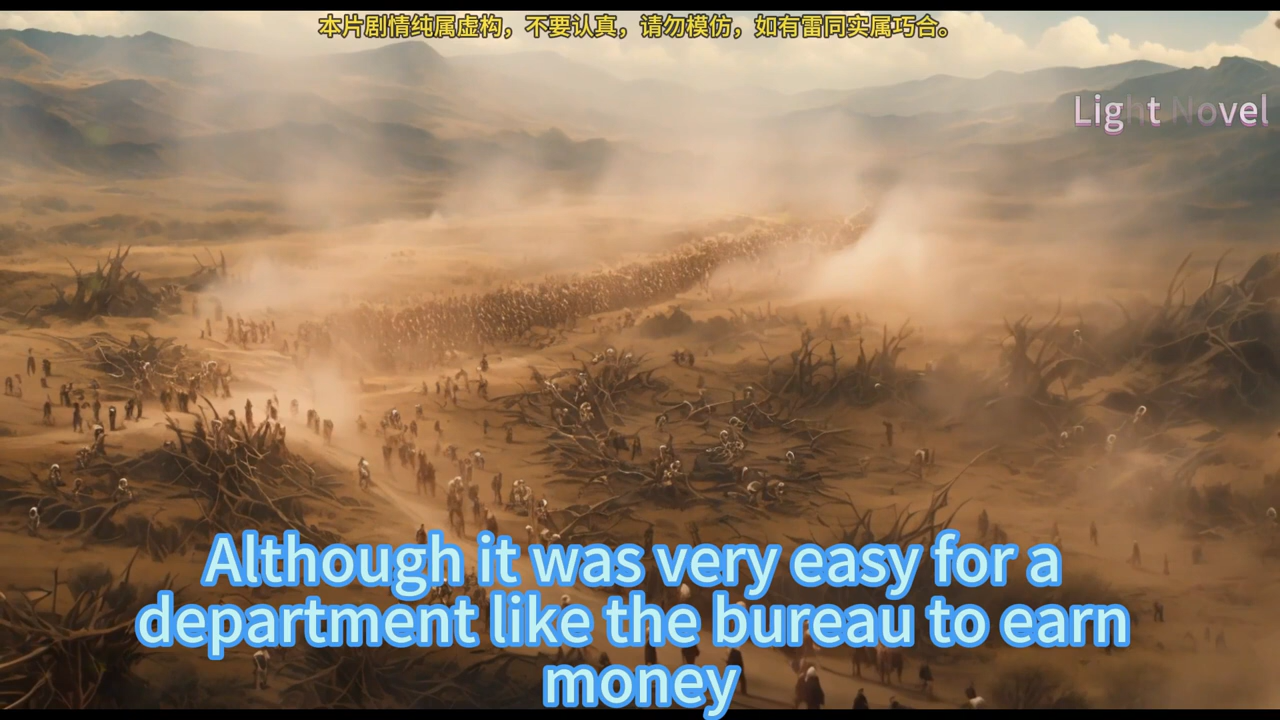 本片剧情纯属虚构，不要认真，请勿模仿，如有雷同实属巧合。
Light Novel
Although it was very easy for a
department like the bureau to earn
money